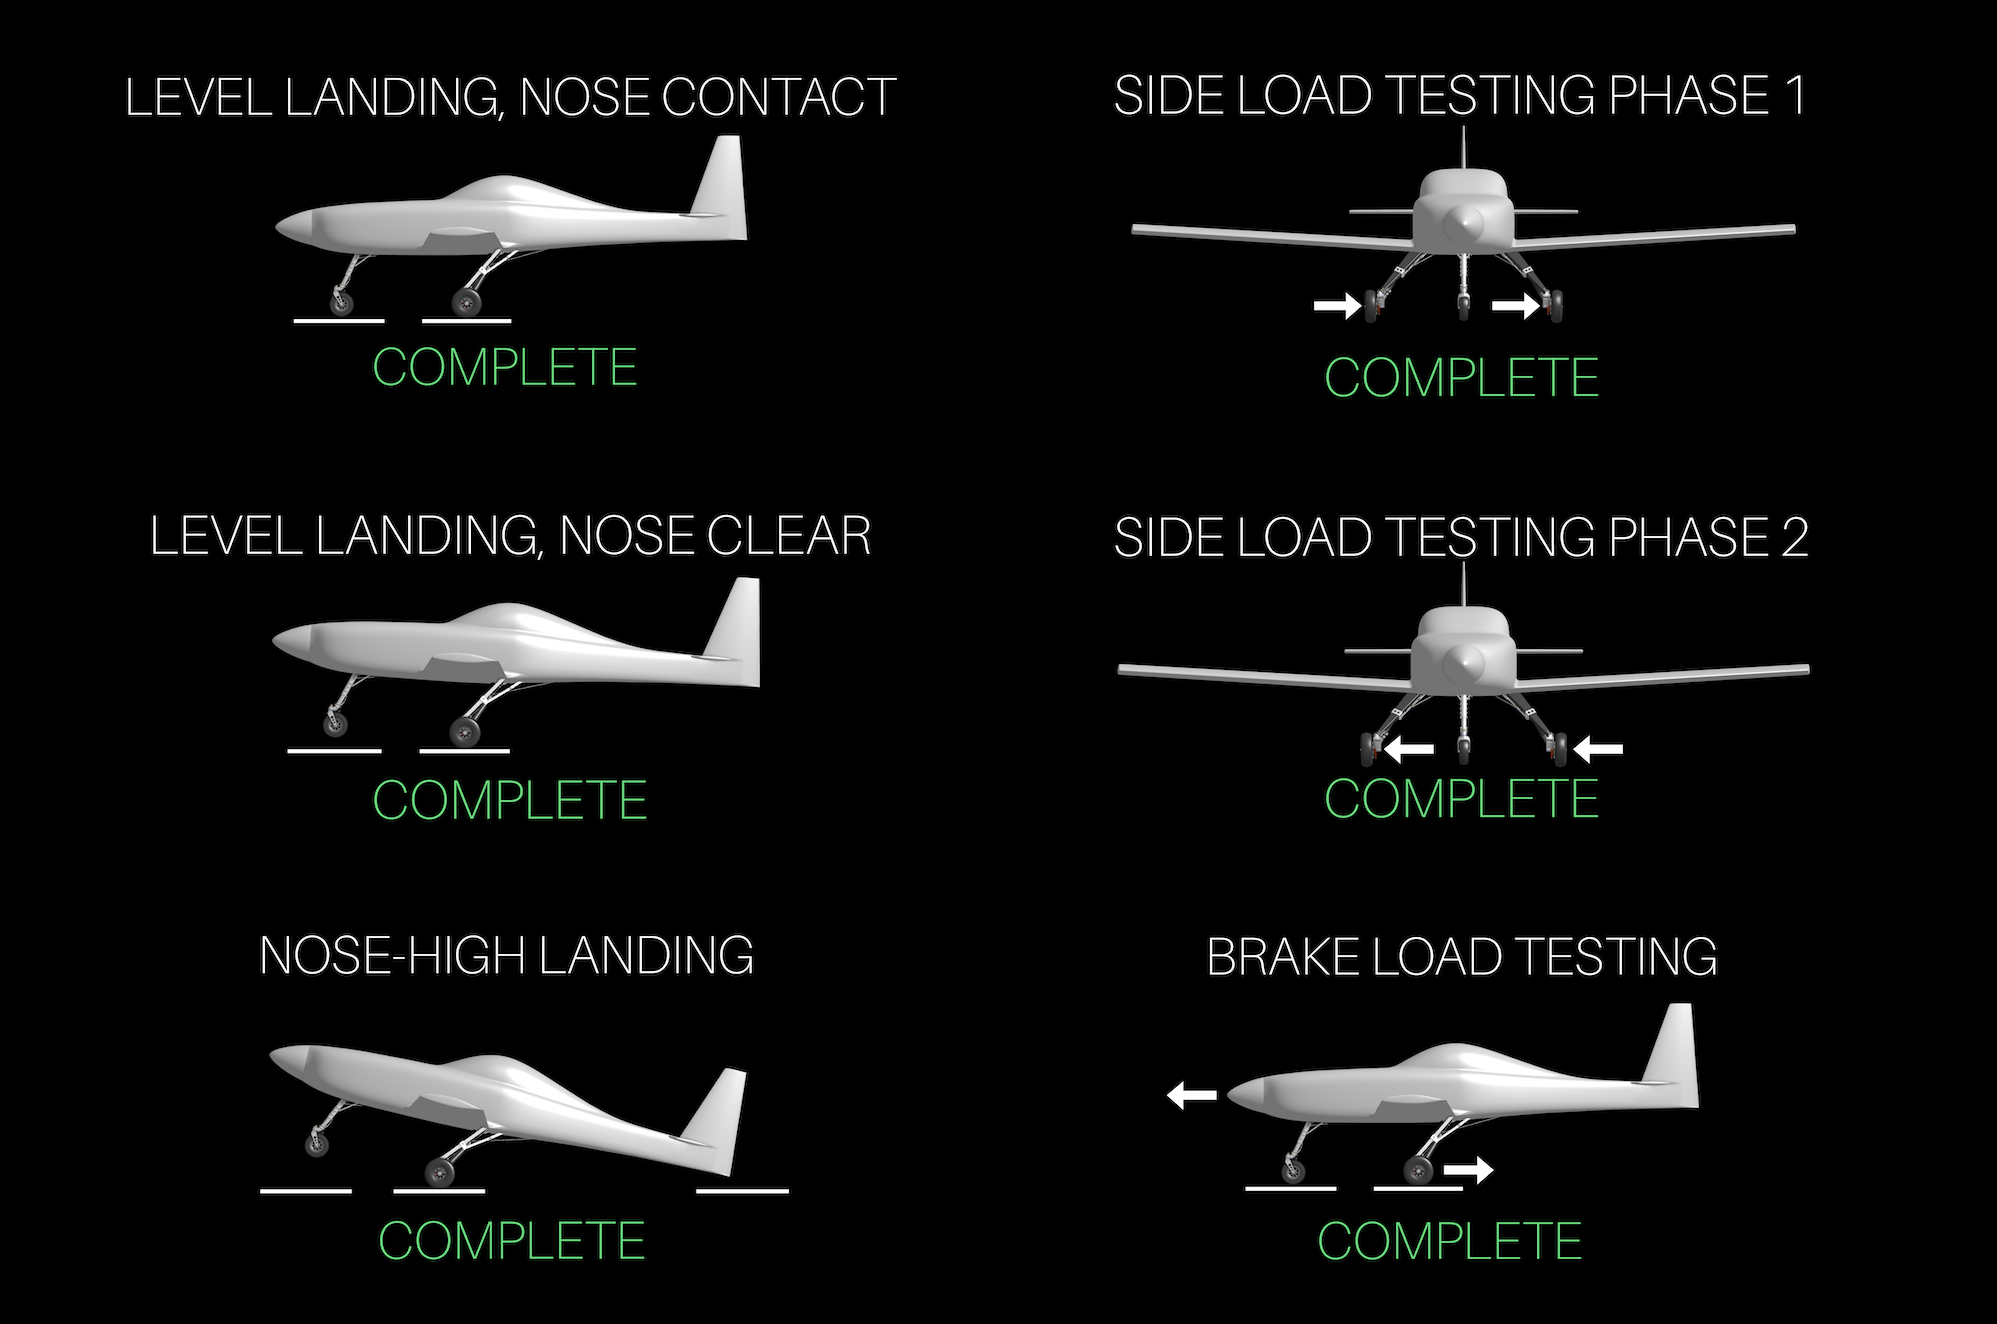 LEVEL LANDING, NOSE CONTACT
COMPLETE
SIDE LOAD TESTING PHASE 1
COMPLETE
LEVEL LANDING, NOSE CLEAR
COMPLETE
SIDE LOAD TESTING PHASE 2
COMPLETE
NOSE-HIGH LANDING
COMPLETE
BRAKE LOAD TESTING
COMPLETE